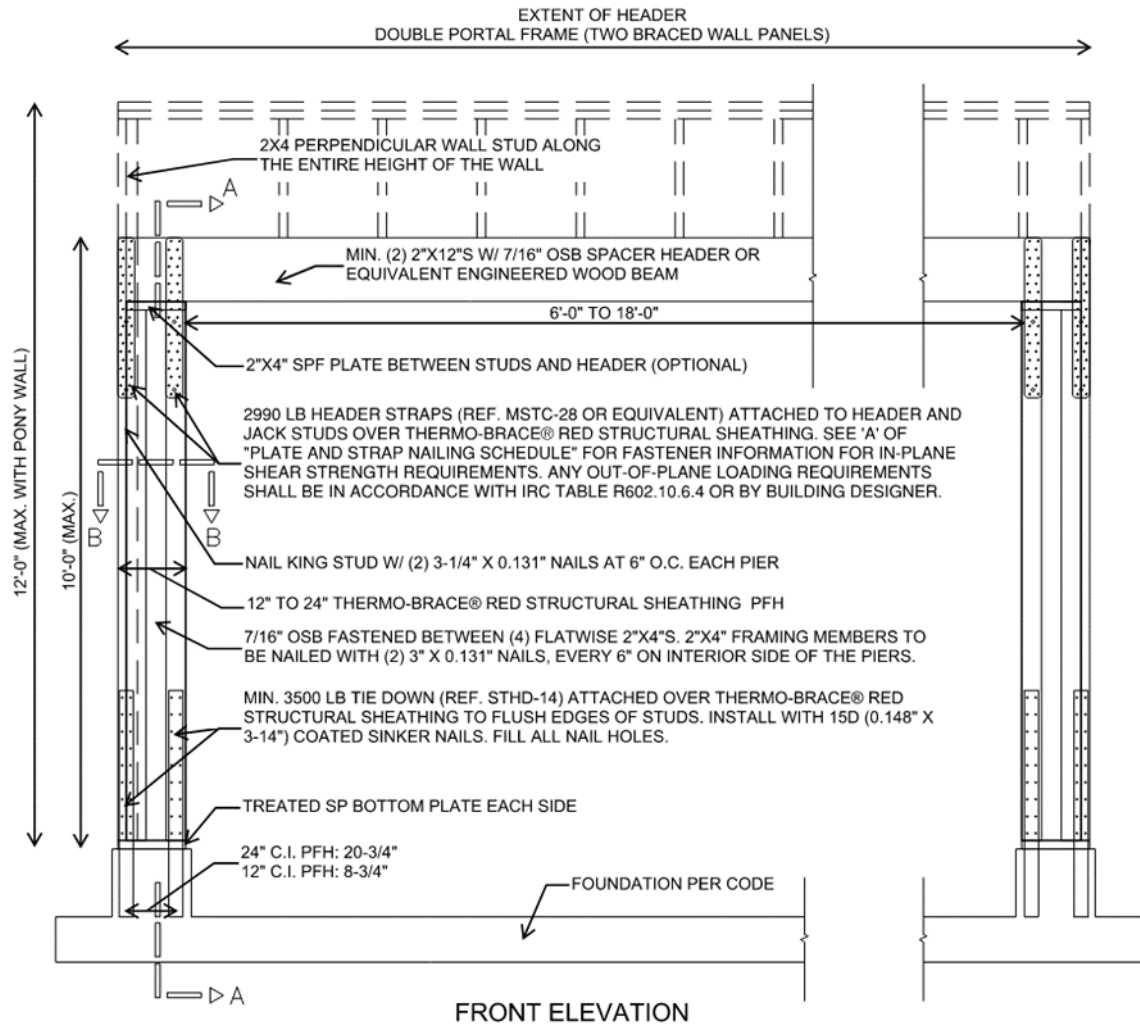 EXTENT OF HEADER
DOUBLE PORTAL FRAME (TWO BRACED WALL PANELS)
2X4 PERPENDICULAR WALL STUD ALONG
THE ENTIRE HEIGHT OF THE WALL
A
MIN. (2) 2"X12"S W/ 7/16" OSB SPACER HEADER OR
EQUIVALENT ENGINEERED WOOD BEAM
6'-0" TO 18'-0"
2"X4" SPF PLATE BETWEEN STUDS AND HEADER (OPTIONAL)
12'-0" (MAX. WITH PONY WALL)
10'-0" (MAX.)
2990 LB HEADER STRAPS (REF. MSTC-28 OR EQUIVALENT) ATTACHED TO HEADER AND
JACK STUDS OVER THERMO-BRACE® RED STRUCTURAL SHEATHING. SEE 'A' OF
"PLATE AND STRAP NAILING SCHEDULE" FOR FASTENER INFORMATION FOR IN-PLANE
SHEAR STRENGTH REQUIREMENTS. ANY OUT-OF-PLANE LOADING REQUIREMENTS
SHALL BE IN ACCORDANCE WITH IRC TABLE R602.10.6.4 OR BY BUILDING DESIGNER.
B
B
NAIL KING STUD W/ (2) 3-1/4" X 0.131" NAILS AT 6" O.C. EACH PIER
12" TO 24" THERMO-BRACE® RED STRUCTURAL SHEATHING PFH
7/16" OSB FASTENED BETWEEN (4) FLATWISE 2"X4"S. 2"X4" FRAMING MEMBERS TO
BE NAILED WITH (2) 3" X 0.131" NAILS, EVERY 6" ON INTERIOR SIDE OF THE PIERS.
MIN. 3500 LB TIE DOWN (REF. STHD-14) ATTACHED OVER THERMO-BRACE® RED
STRUCTURAL SHEATHING TO FLUSH EDGES OF STUDS. INSTALL WITH 15D (0.148" X
3-14") COATED SINKER NAILS. FILL ALL NAIL HOLES.
TREATED SP BOTTOM PLATE EACH SIDE
24" C.I. PFH: 20-3/4"
12" C.I. PFH: 8-3/4"
FOUNDATION PER CODE
A
FRONT ELEVATION